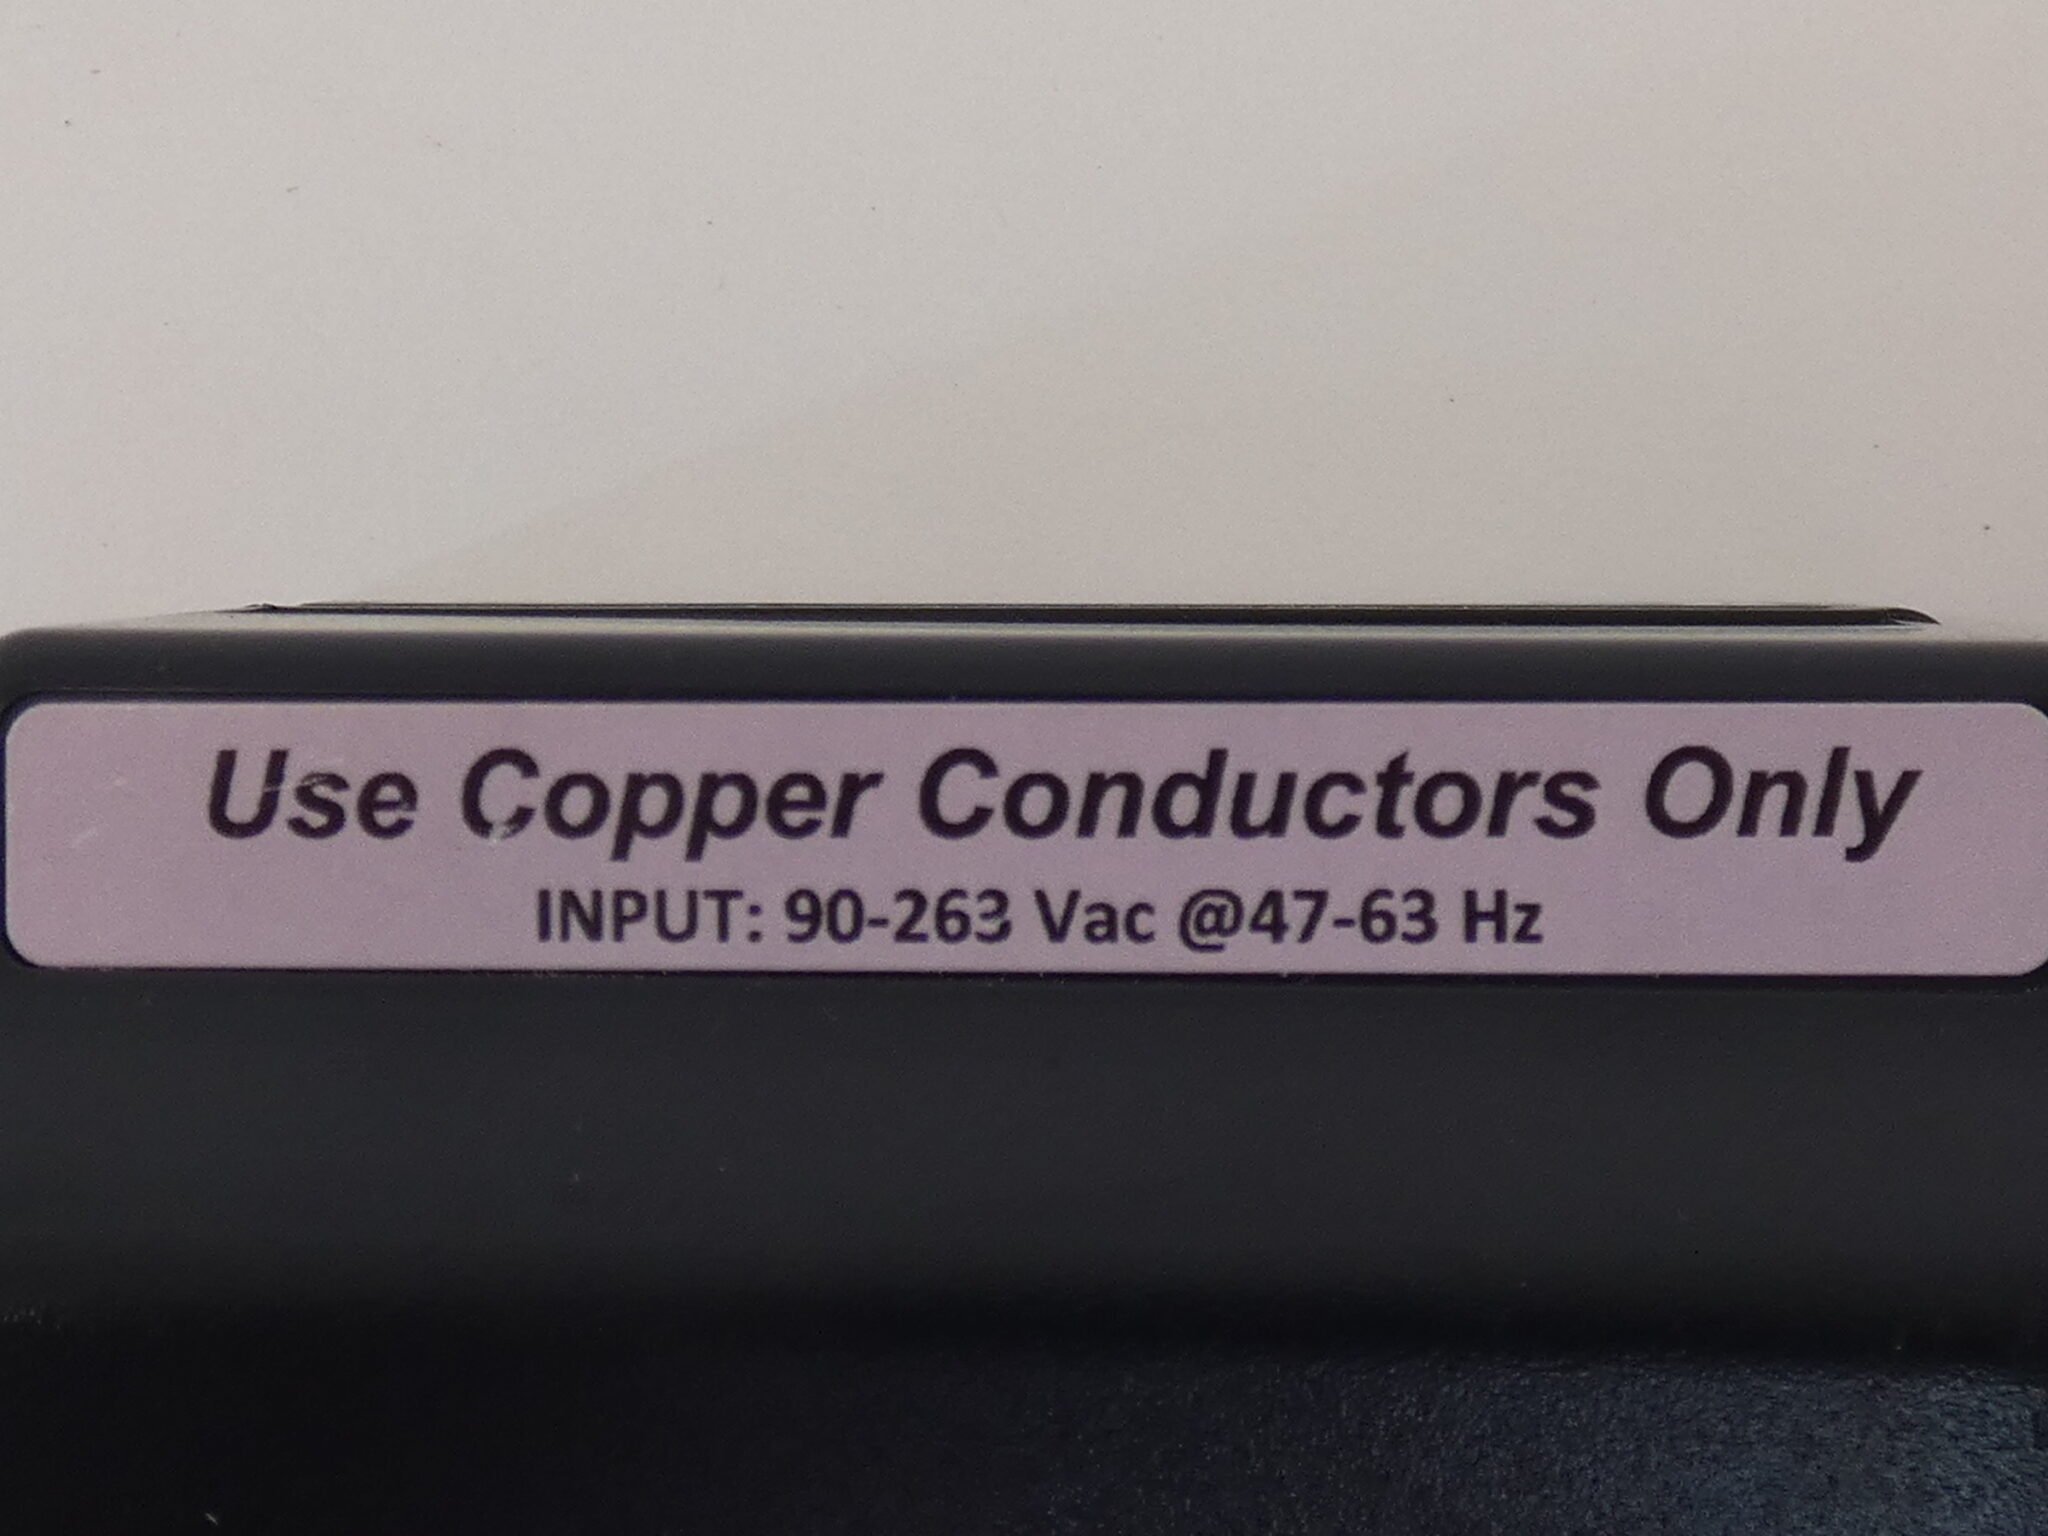 Use Copper Conductors Only
INPUT: 90-263 Vac @47-63 Hz